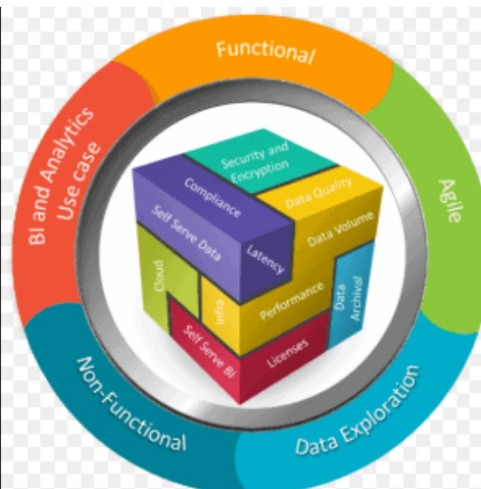 Functional
BI and Analytics
Use case
Agile
Security and
Encryption
Compliance
Data Quality
Self Serve Data
Latency
Data Volume
Cloud
Infra
Performance
Data
Archival
Self Serve BI
Licenses
Non-Functional
Data Exploration